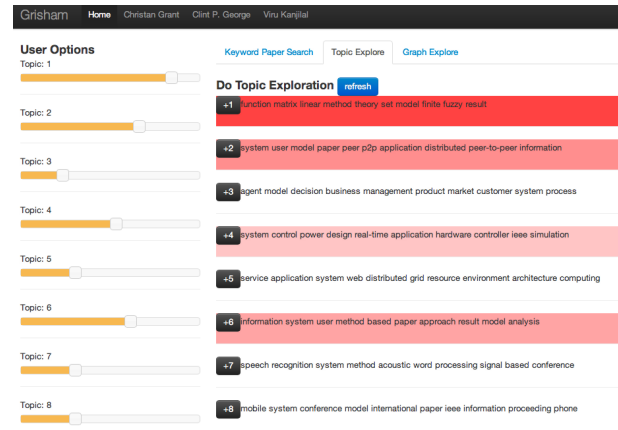 Grisham Home Christan Grant Clint P. George Viru Kanjilal
User Options
Topic: 1
Topic: 2
Topic: 3
Topic: 4
Topic: 5
Topic: 6
Topic: 7
Topic: 8
Keyword Paper Search Topic Explore Graph Explore
Do Topic Exploration refresh
+1 function matrix linear method theory set model finite fuzzy result
+2 system user model paper peer p2p application distributed peer-to-peer information
+3 agent model decision business management product market customer system process
+4 system control power design real-time application hardware controller ieee simulation
+5 service application system web distributed grid resource environment architecture computing
+6 information system user method based paper approach result model analysis
+7 speech recognition system method acoustic word processing signal based conference
+8 mobile system conference model international paper ieee information proceeding phone